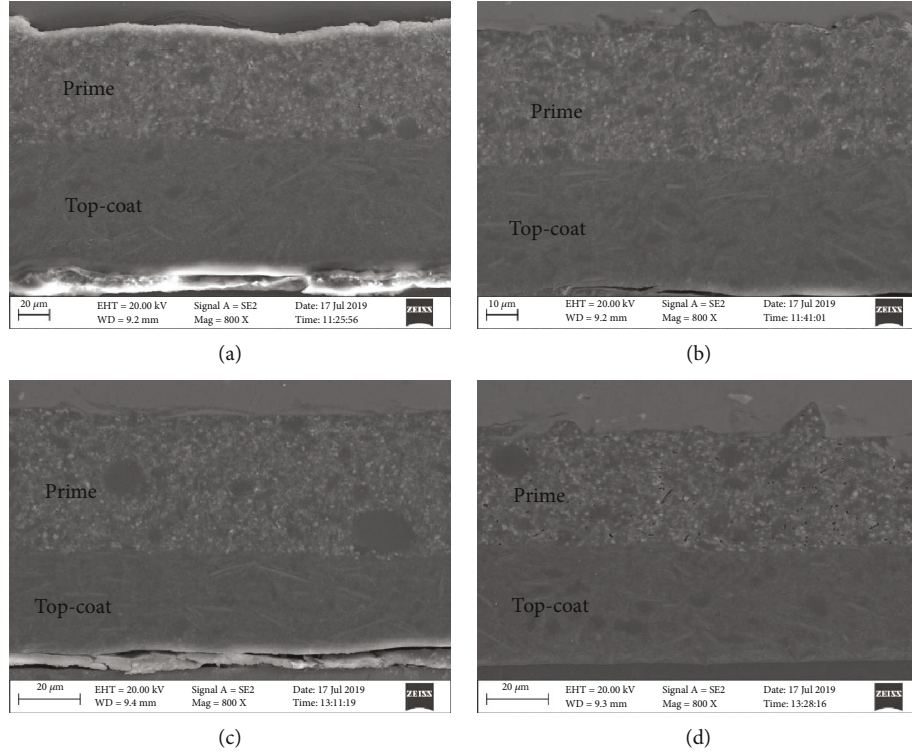 Prime
Top-coat
20 μm
EHT = 20.00 kV
Signal A = SE2
Date: 17 Jul 2019
WD = 9.2 mm
Mag = 800 X
Time: 11:25:56
ZEISS
(a)
Prime
Top-coat
10 μm
EHT = 20.00 kV
Signal A = SE2
Date: 17 Jul 2019
WD = 9.2 mm
Mag = 800 X
Time: 11:41:01
ZEISS
(b)
Prime
Top-coat
20 μm
EHT = 20.00 kV
Signal A = SE2
Date: 17 Jul 2019
WD = 9.4 mm
Mag = 800 X
Time: 13:11:19
ZEISS
(c)
Prime
Top-coat
20 μm
EHT = 20.00 kV
Signal A = SE2
Date: 17 Jul 2019
WD = 9.3 mm
Mag = 800 X
Time: 13:28:16
ZEISS
(d)